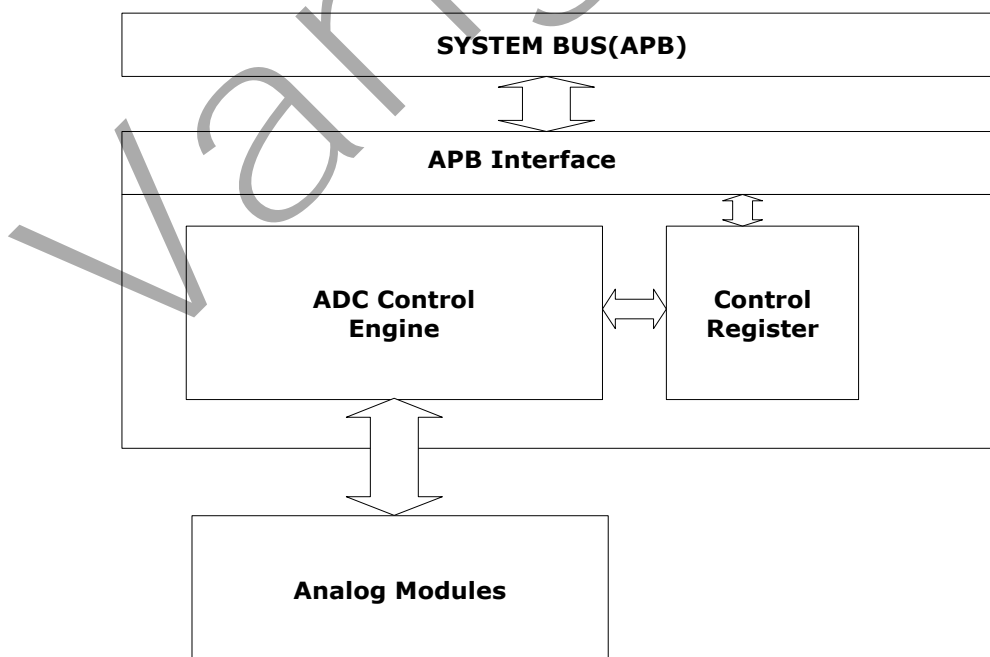 SYSTEM BUS(APB)
APB Interface
ADC Control
Engine
Control
Register
Analog Modules